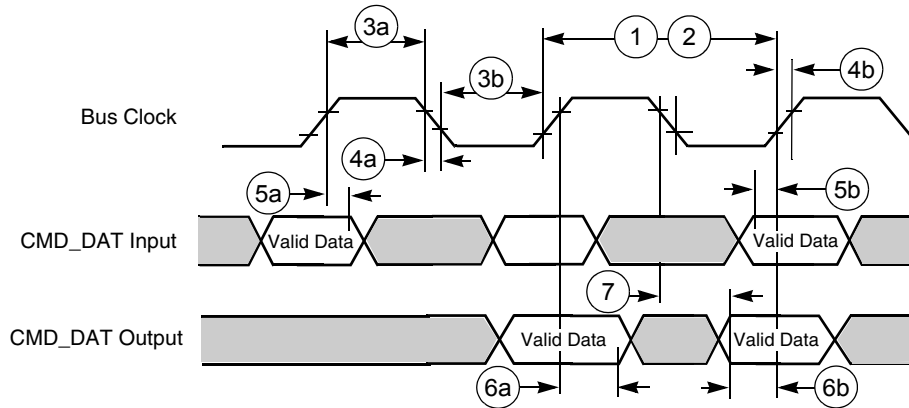 3a
1 2
3b
4b
Bus Clock
4a
5a
5b
CMD_DAT Input
Valid Data
Valid Data
7
CMD_DAT Output
Valid Data
Valid Data
6a
6b